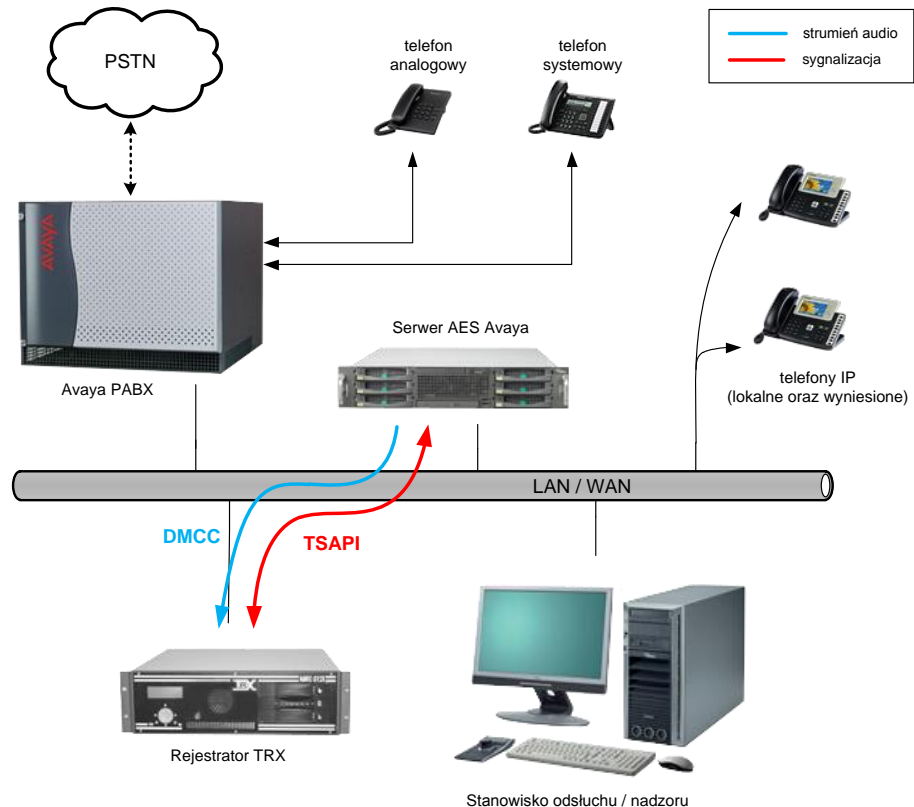 PSTN
telefon
analogowy
telefon
systemowy
strumień audio
sygnalizacja
AVAYA
Avaya PABX
Serwer AES Avaya
telefony IP
(lokalne oraz wyniesione)
LAN / WAN
DMCC
TSAPI
TRX
Rejestrator TRX
Stanowisko odsłuchu / nadzoru